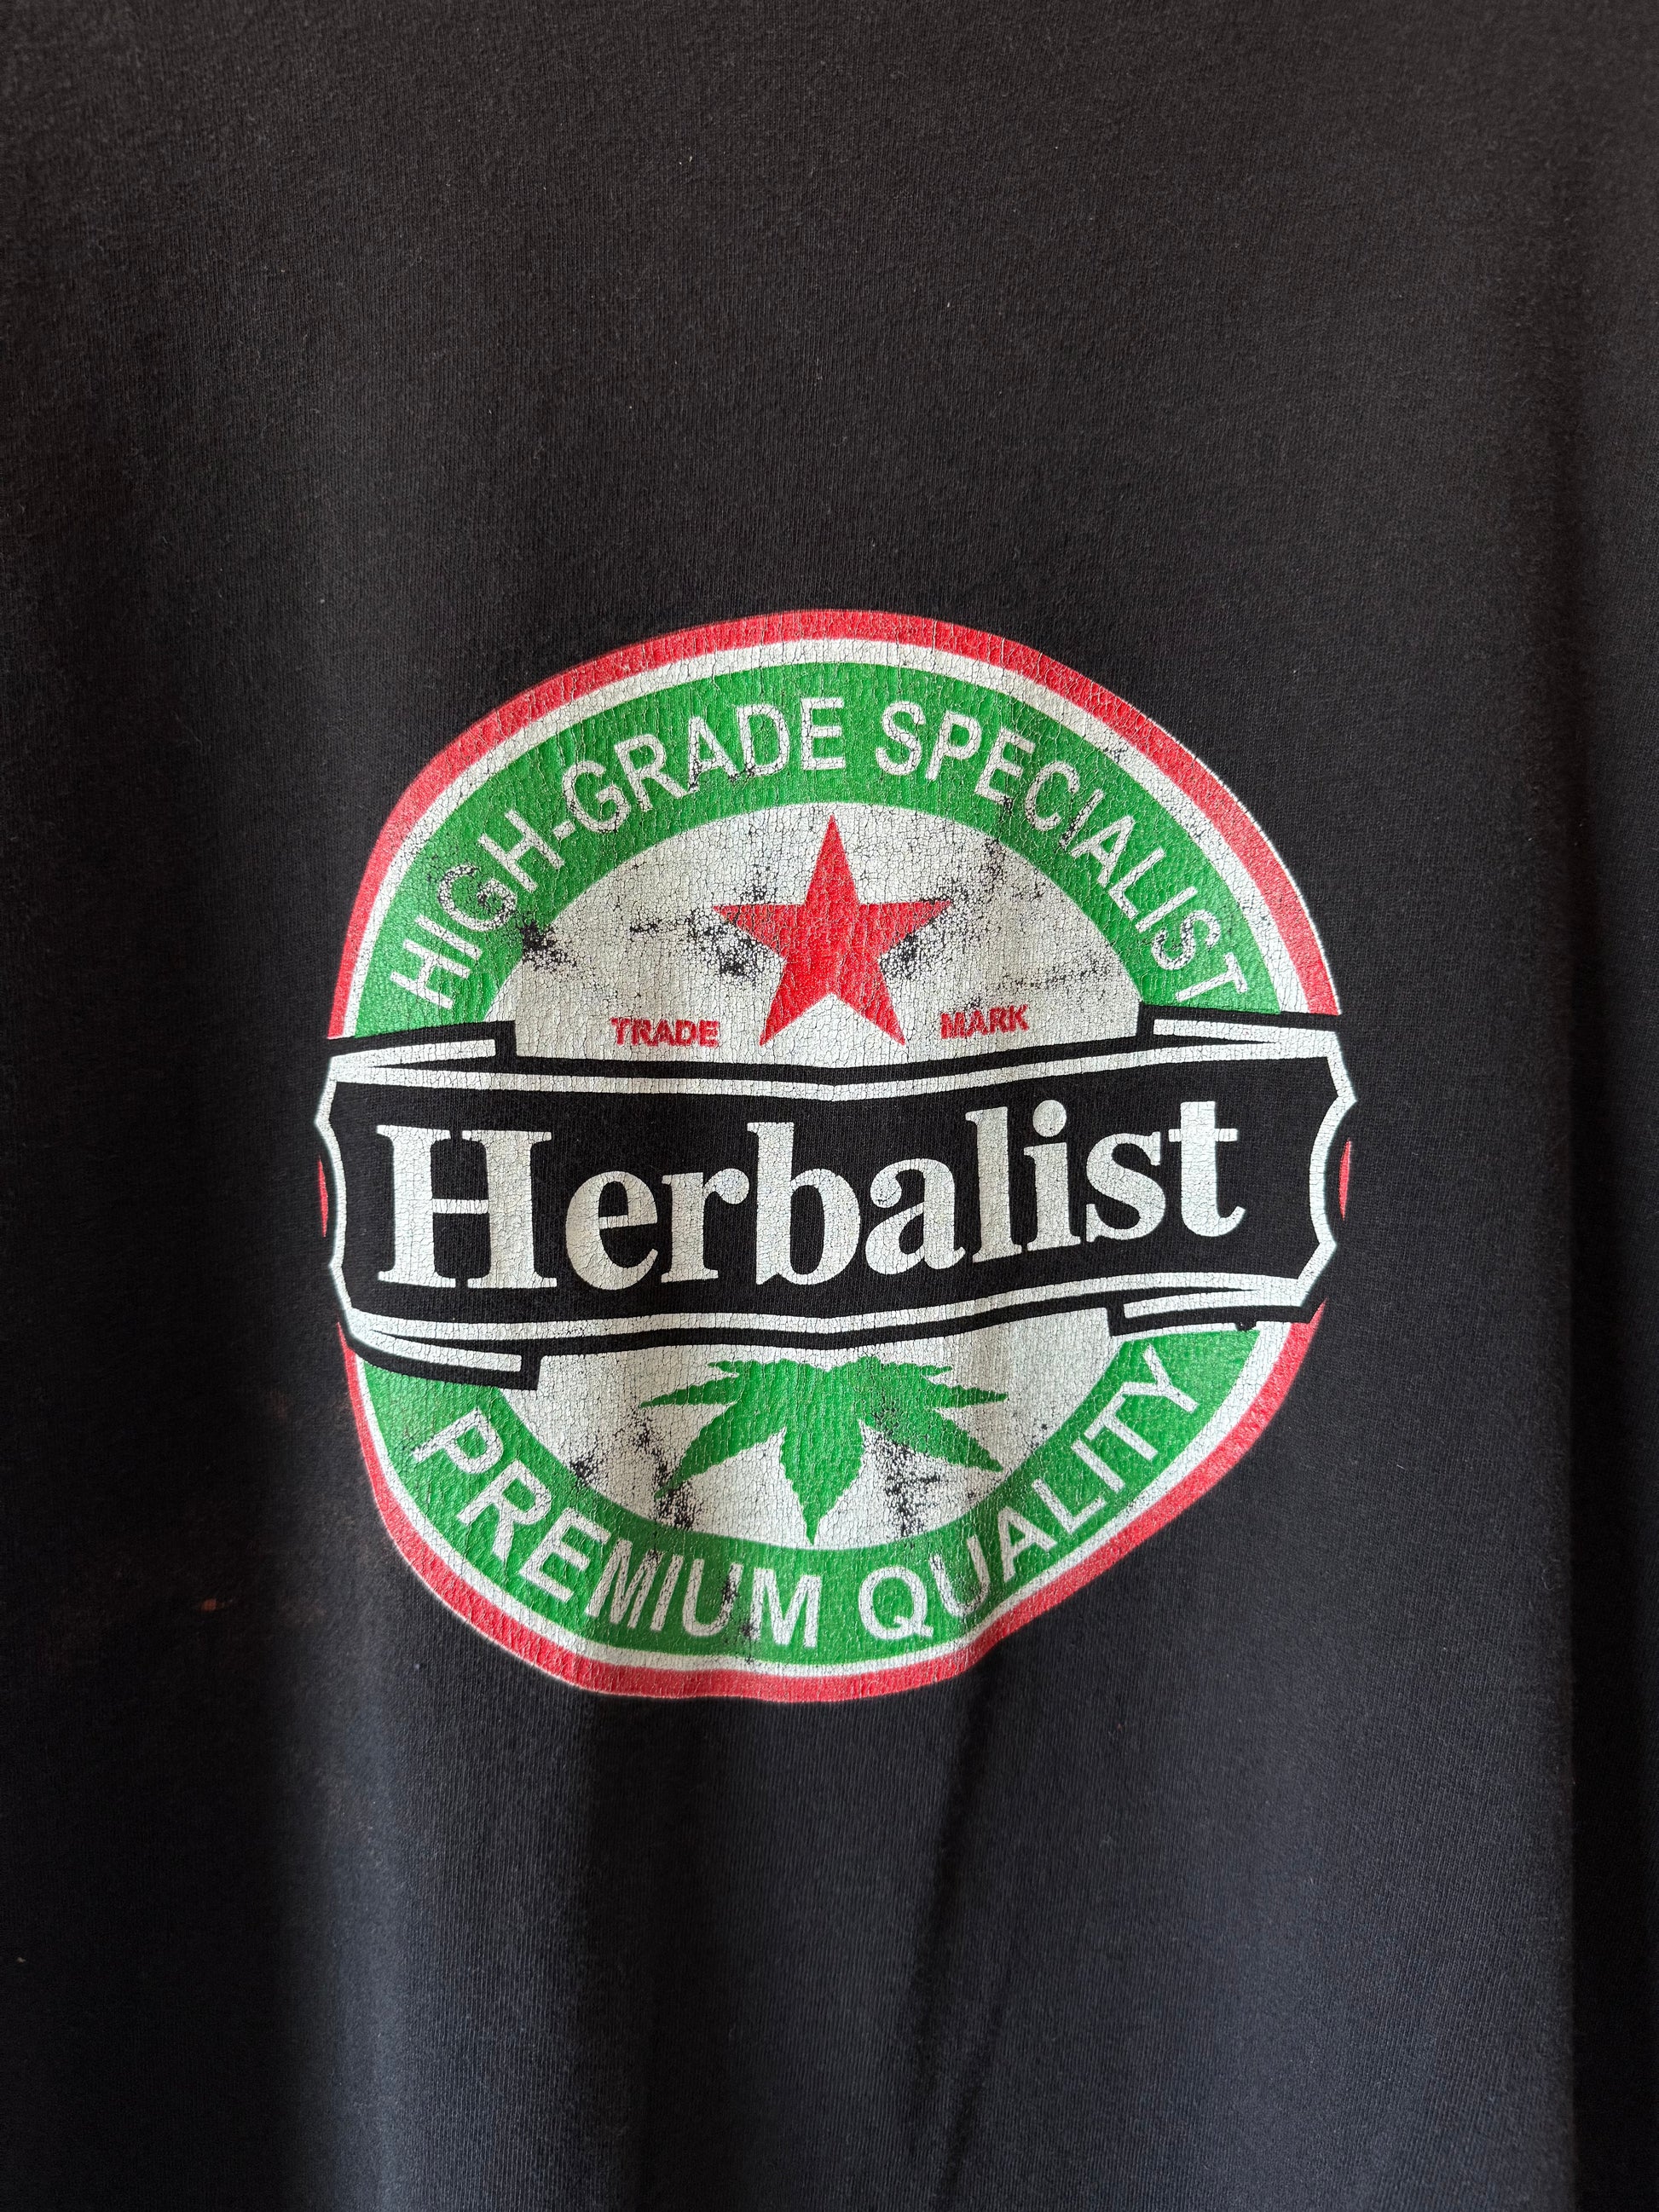 HIGH-GRADE SPECIALIST
TRADE MARK
Herbalist
PREMIUM QUALITY